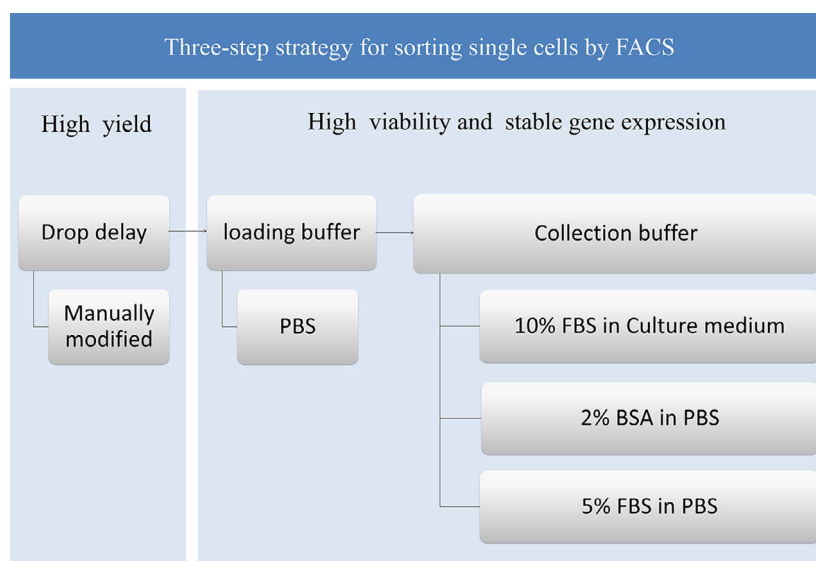 Three-step strategy for sorting single cells by FACS
High yield
High viability and stable gene expression
Drop delay
loading buffer
Collection buffer
Manually
modified
PBS
10% FBS in Culture medium
2% BSA in PBS
5% FBS in PBS